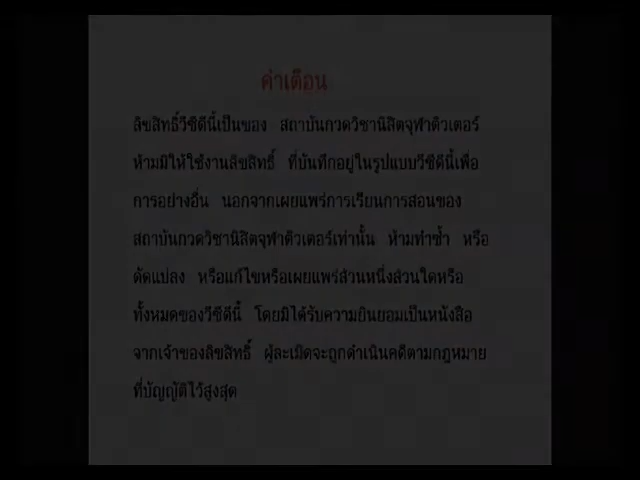 คำเตือน
ลิขสิทธิ์วีซีดีนี้เป็นของ สถาบันกวดวิชานิสิตจุฬาติวเตอร์
ห้ามมิให้ใช้งานลิขสิทธิ์ ที่บันทึกอยู่ในรูปแบบวีซีดีนี้เพื่อ
การอย่างอื่น นอกจากเผยแพร่การเรียนการสอนของ
สถาบันกวดวิชานิสิตจุฬาติวเตอร์เท่านั้น ห้ามทำซ้ำ หรือ
ดัดแปลง หรือแก้ไขหรือเผยแพร่ส่วนหนึ่งส่วนใดหรือ
ทั้งหมดของวีซีดีนี้ โดยมิได้รับความยินยอมเป็นหนังสือ
จากเจ้าของลิขสิทธิ์ ผู้ละเมิดจะถูกดำเนินคดีตามกฎหมาย
ที่บัญญัติไว้สูงสุด